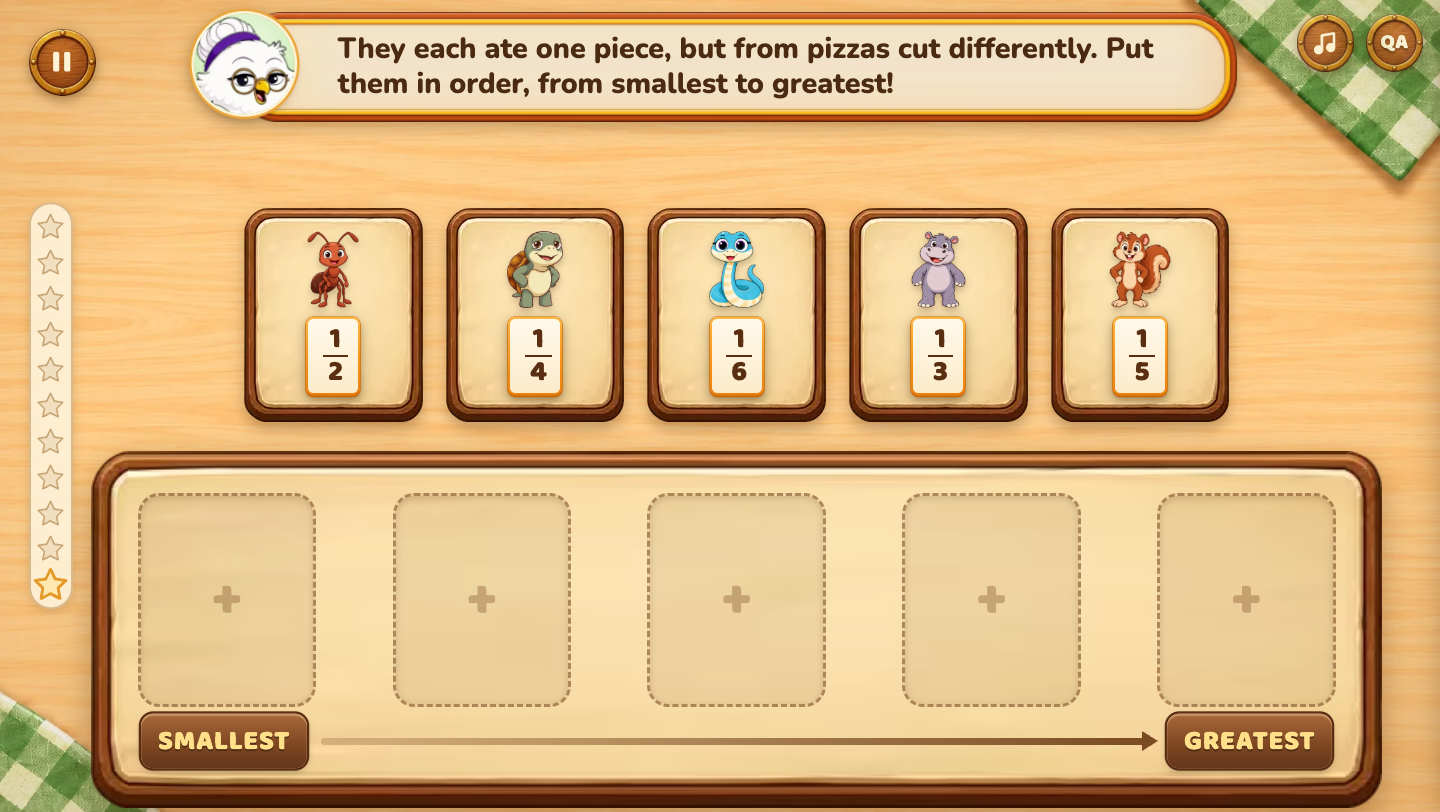 They each ate one piece, but from pizzas cut differently. Put
them in order, from smallest to greatest!
QA
1/2
1/4
1/6
1/3
1/5
SMALLEST
GREATEST